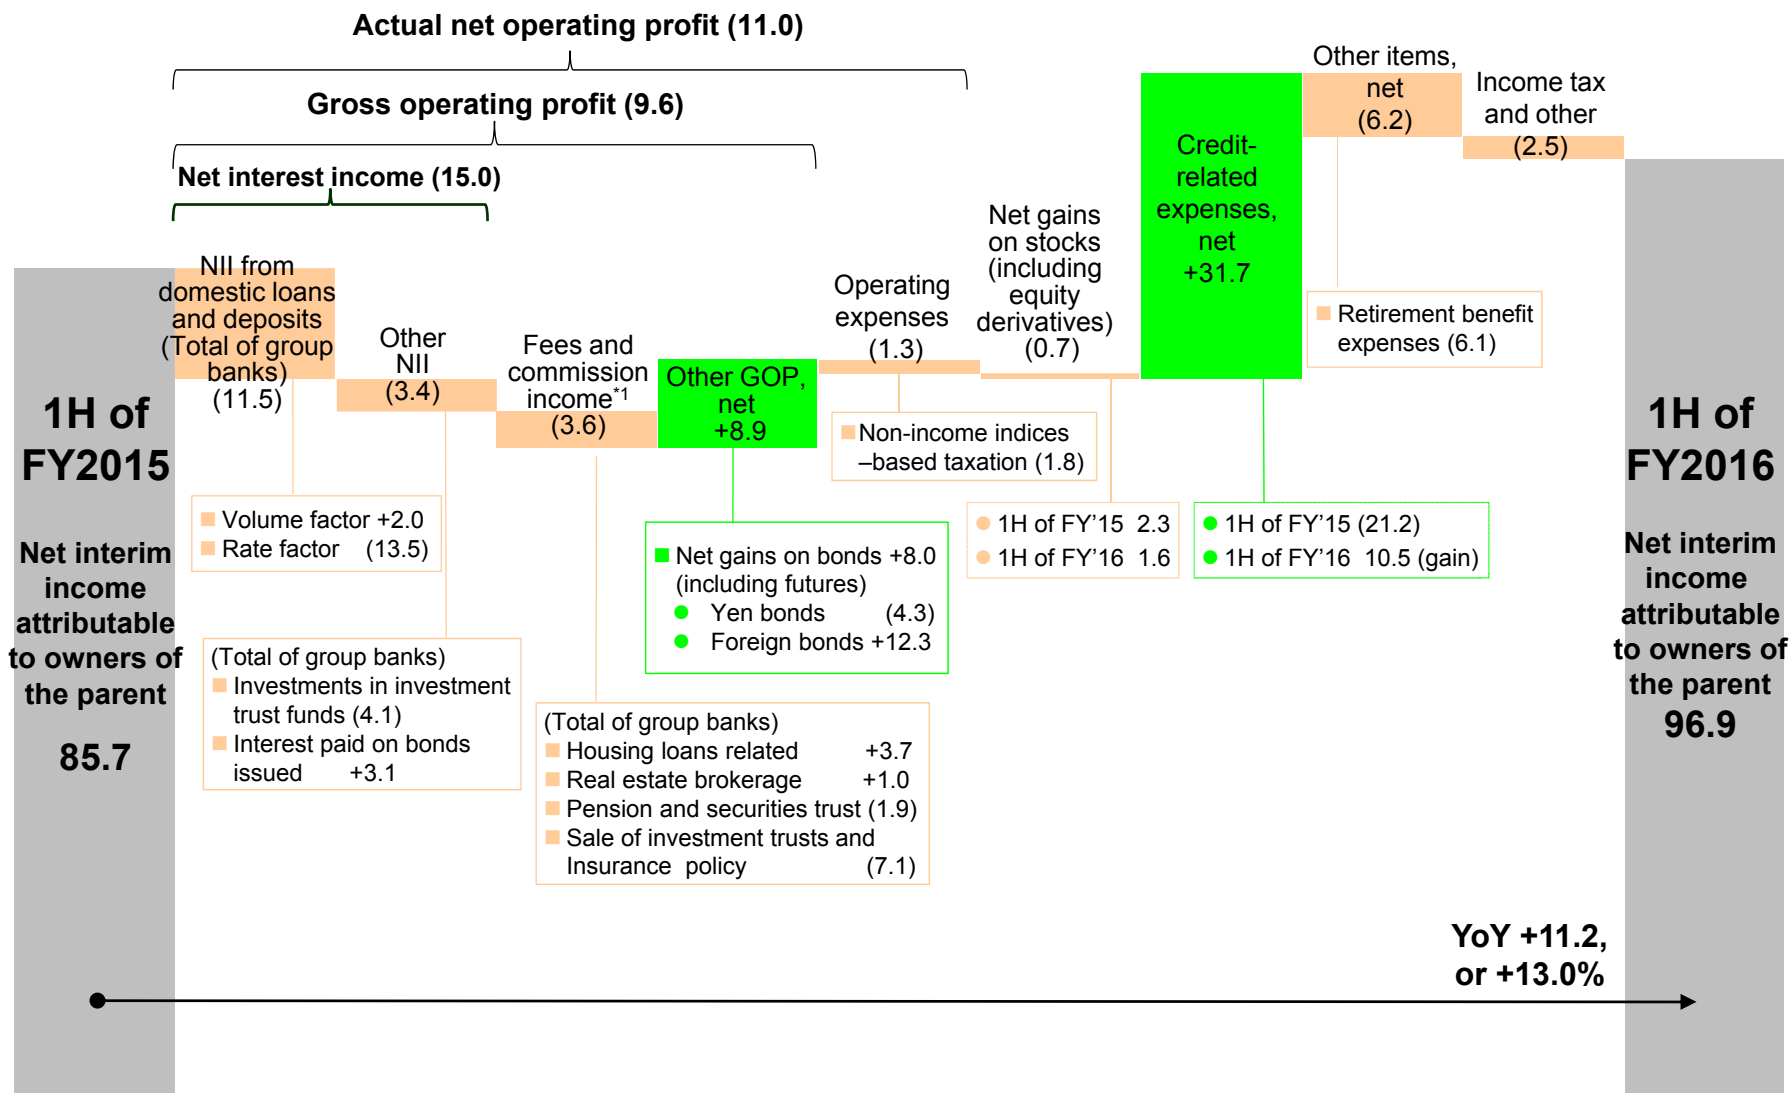 Actual net operating profit (11.0)
Gross operating profit (9.6)
Net interest income (15.0)
1H of
FY2015
Net interim
income
attributable
to owners of
the parent
85.7
NII from
domestic loans
and deposits
(Total of group
banks)
(11.5)
Volume factor +2.0
Rate factor (13.5)
Other
NII
(3.4)
(Total of group banks)
Investments in investment
trust funds (4.1)
Interest paid on bonds
issued +3.1
Fees and
commission
income*1
(3.6)
(Total of group banks)
Housing loans related +3.7
Real estate brokerage +1.0
Pension and securities trust (1.9)
Sale of investment trusts and
Insurance policy (7.1)
Other GOP,
net
+8.9
Net gains on bonds +8.0
(including futures)
Yen bonds (4.3)
Foreign bonds +12.3
Operating
expenses
(1.3)
Non-income indices
–based taxation (1.8)
Net gains
on stocks
(including
equity
derivatives)
(0.7)
1H of FY’15 2.3
1H of FY’16 1.6
Credit-
related
expenses,
net
+31.7
1H of FY’15 (21.2)
1H of FY’16 10.5 (gain)
Other items,
net
(6.2)
Retirement benefit
expenses (6.1)
Income tax
and other
(2.5)
1H of
FY2016
Net interim
income
attributable
to owners of
the parent
96.9
YoY +11.2,
or +13.0%